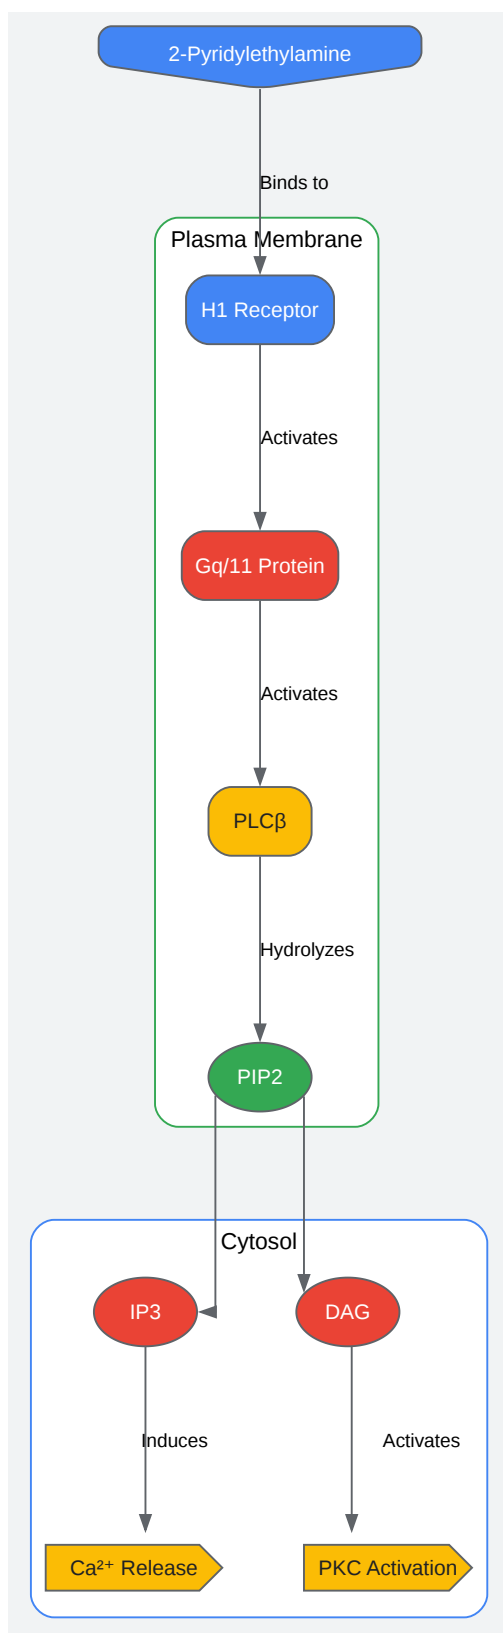 2-Pyridylethylamine
Binds to
Plasma Membrane
H1 Receptor
Activates
Gq/11 Protein
Activates
PLCβ
Hydrolyzes
PIP2
Cytosol
IP3
DAG
Induces
Activates
Ca²⁺ Release
PKC Activation